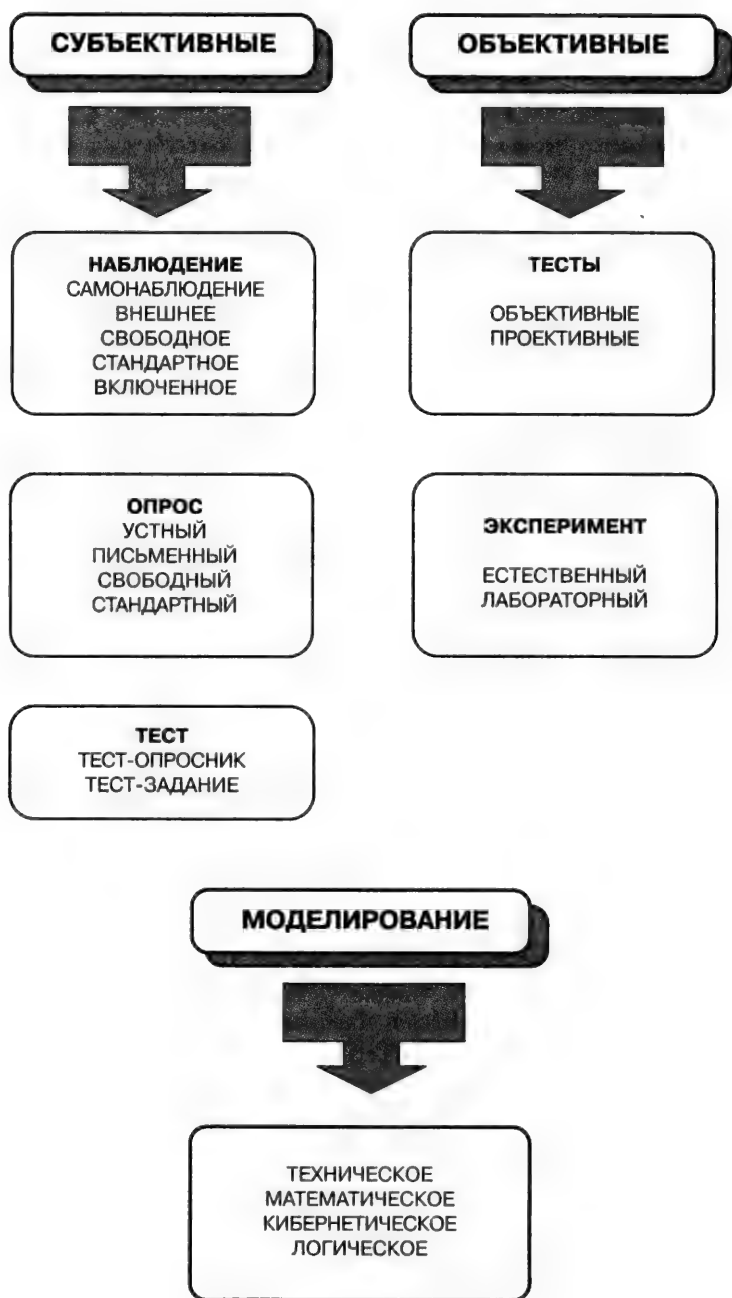 СУБЪЕКТИВНЫЕ
ОБЪЕКТИВНЫЕ
НАБЛЮДЕНИЕ
САМОНАБЛЮДЕНИЕ
ВНЕШНЕЕ
СВОБОДНОЕ
СТАНДАРТНОЕ
ВКЛЮЧЕННОЕ
ТЕСТЫ
ОБЪЕКТИВНЫЕ
ПРОЕКТИВНЫЕ
ОПРОС
УСТНЫЙ
ПИСЬМЕННЫЙ
СВОБОДНЫЙ
СТАНДАРТНЫЙ
ЭКСПЕРИМЕНТ
ЕСТЕСТВЕННЫЙ
ЛАБОРАТОРНЫЙ
ТЕСТ
ТЕСТ-ОПРОСНИК
ТЕСТ-ЗАДАНИЕ
МОДЕЛИРОВАНИЕ
ТЕХНИЧЕСКОЕ
МАТЕМАТИЧЕСКОЕ
КИБЕРНЕТИЧЕСКОЕ
ЛОГИЧЕСКОЕ